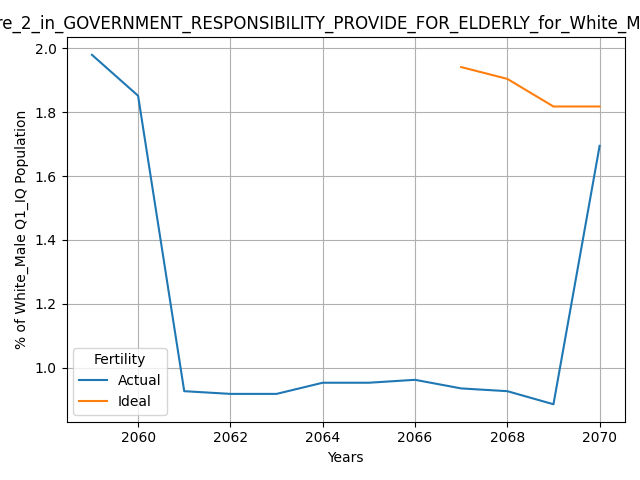 re_2_in_GOVERNMENT_RESPONSIBILITY_PROVIDE_FOR_ELDERLY_for_White_M
2.0
1.8
1.6
1.4
1.2
1.0
% of White_Male Q1_IQ Population
Fertility
Actual
Ideal
2060 2062 2064 2066 2068 2070
Years